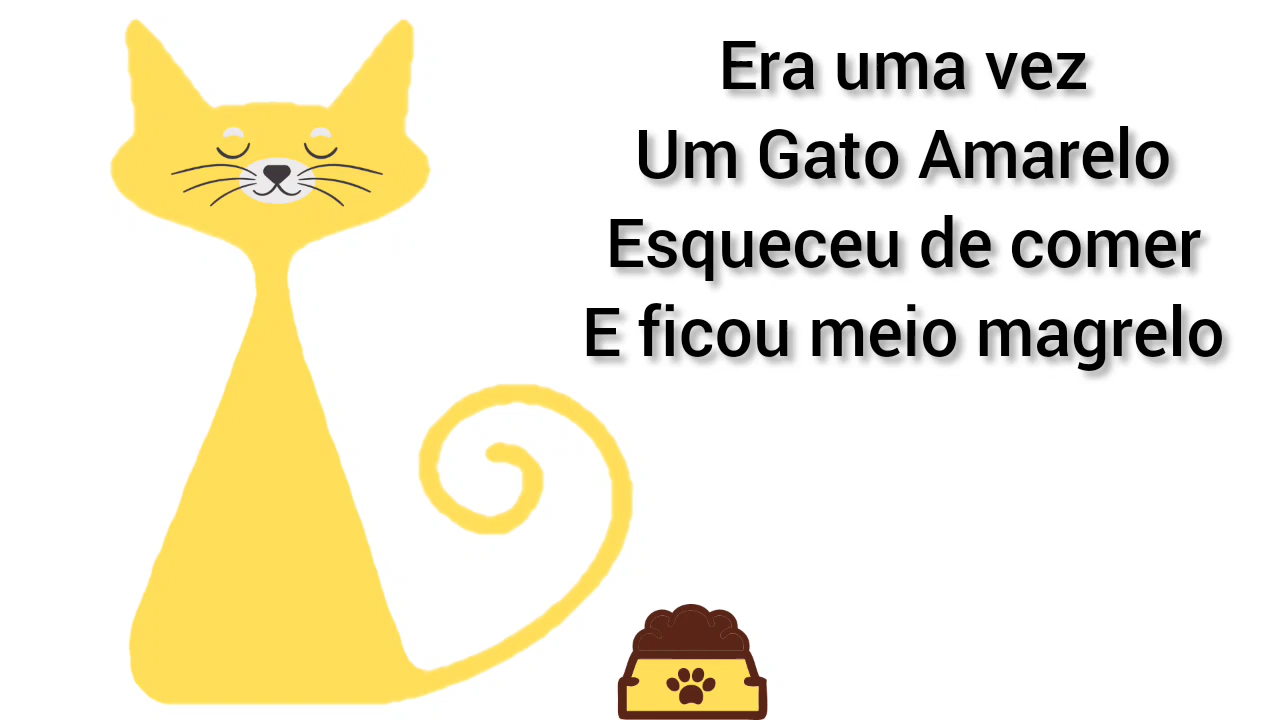 Era uma vez
Um Gato Amarelo
Esqueceu de comer
E ficou meio magrelo